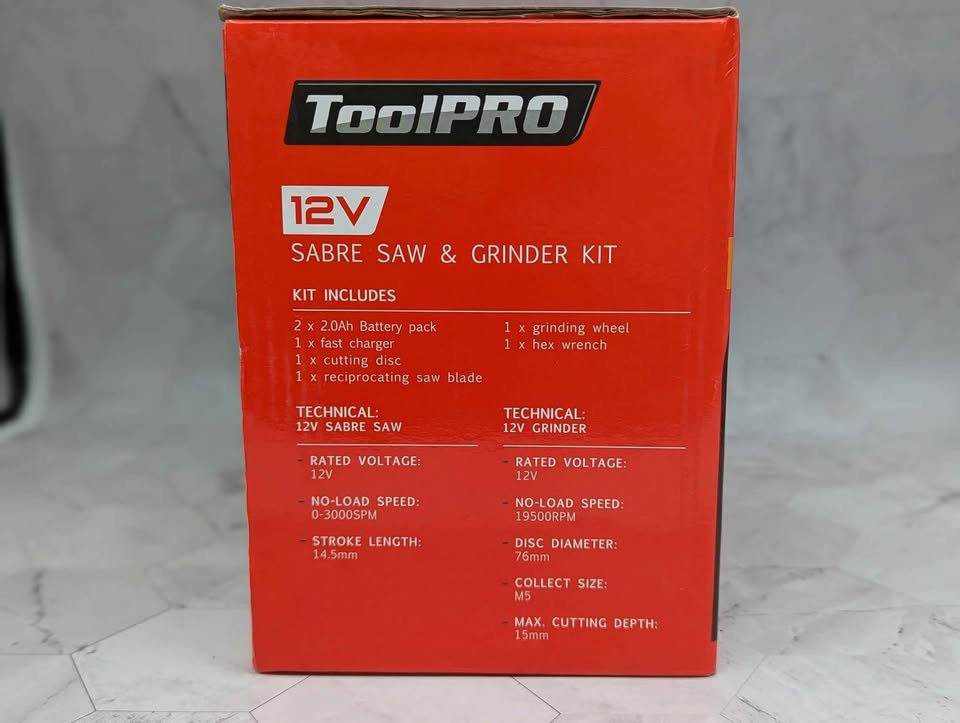 ToolPRO
12V
SABRE SAW & GRINDER KIT
KIT INCLUDES
2 x 2.0Ah Battery pack
1 x fast charger
1 x cutting disc
1 x reciprocating saw blade
1 x grinding wheel
1 x hex wrench
TECHNICAL:
12V SABRE SAW
- RATED VOLTAGE:
12V
- NO-LOAD SPEED:
0-3000SPM
- STROKE LENGTH:
14.5mm
TECHNICAL:
12V GRINDER
- RATED VOLTAGE:
12V
- NO-LOAD SPEED:
19500RPM
- DISC DIAMETER:
76mm
- COLLECT SIZE:
M5
- MAX. CUTTING DEPTH:
15mm